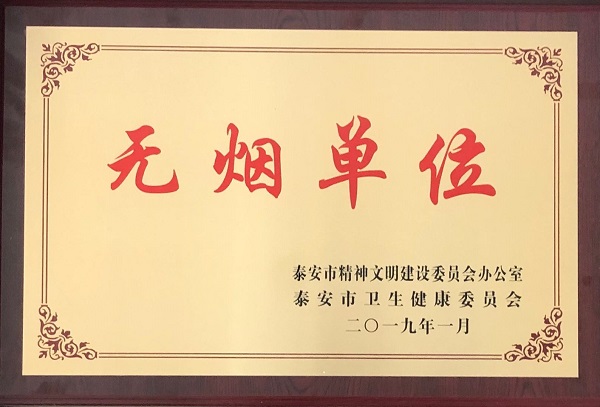 无烟单位
泰安市精神文明建设委员会办公室
泰安市卫生健康委员会
二〇一九年一月